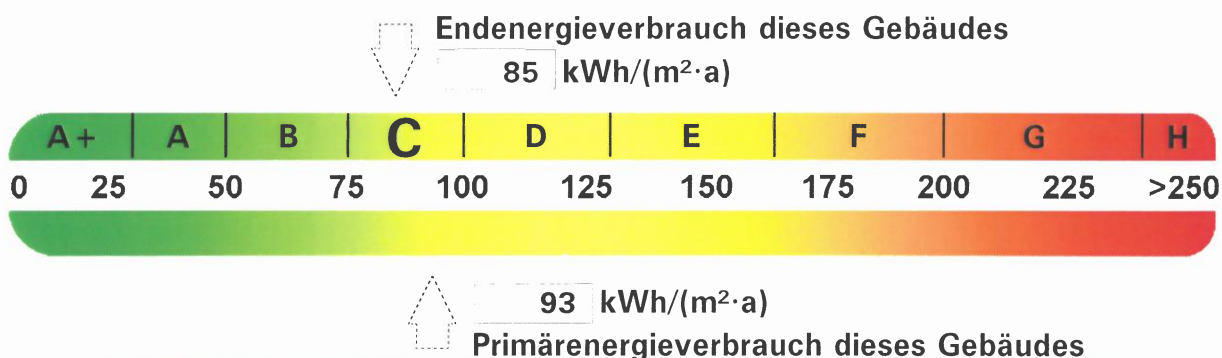 Endenergieverbrauch dieses Gebäudes
85 kWh/(m²·a)
A+ A B C D E F G H
0 25 50 75 100 125 150 175 200 225 >250
93 kWh/(m²·a)
Primärenergieverbrauch dieses Gebäudes